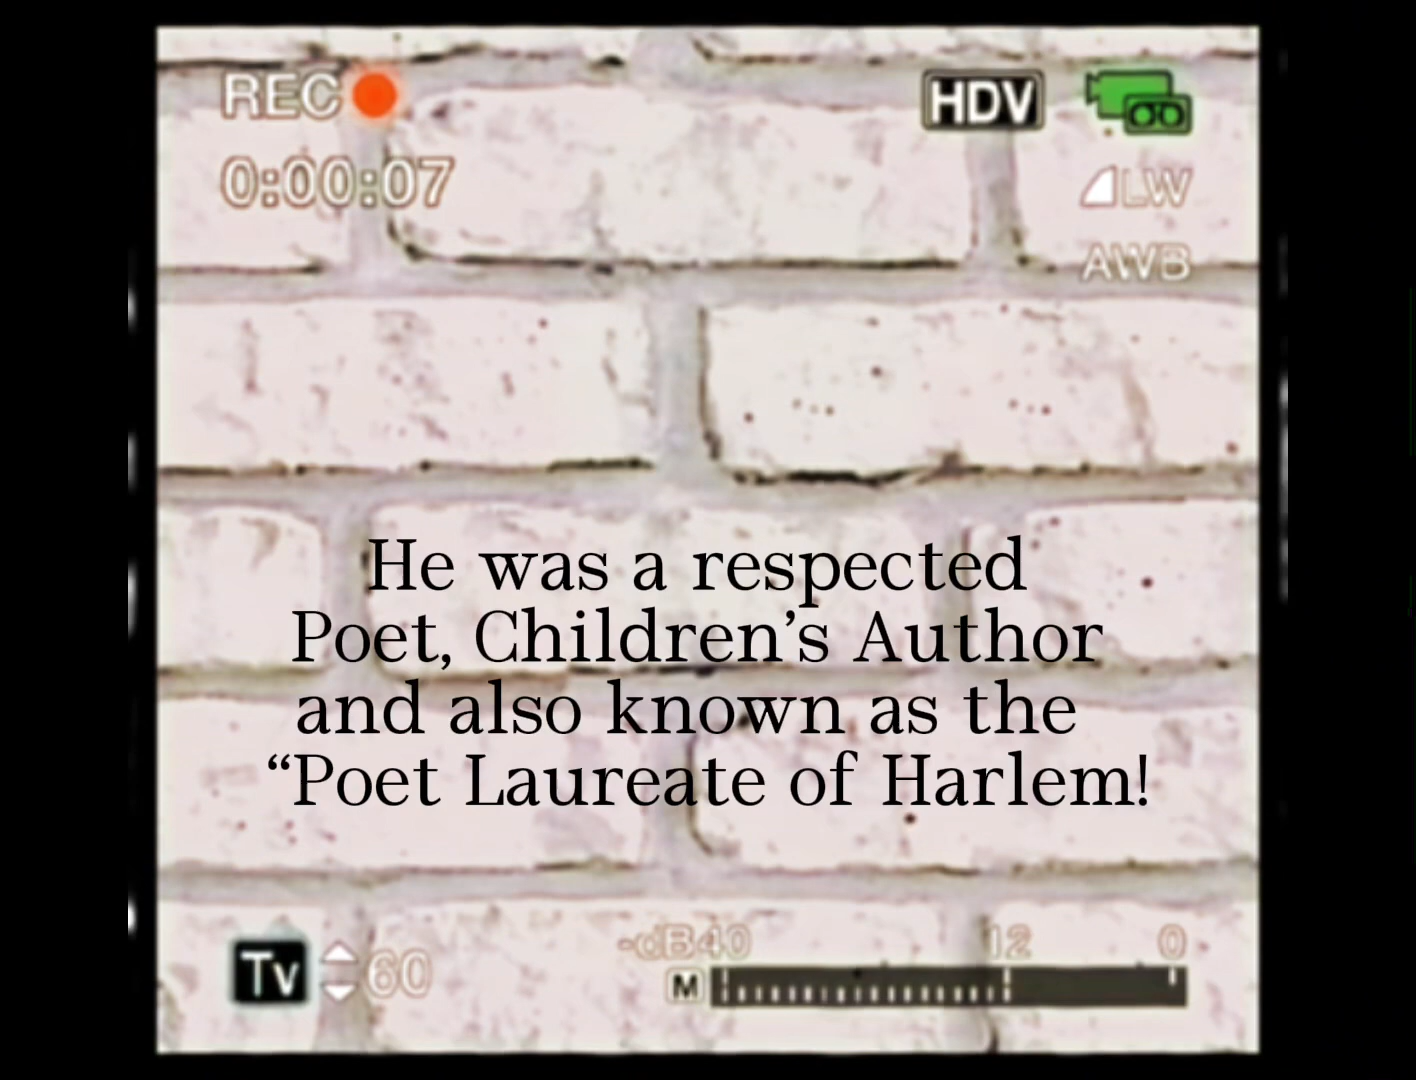 REC
HDV
0:00:07
LW
AWB
He was a respected
Poet, Children’s Author
and also known as the
“Poet Laureate of Harlem!
-dB40 12 0
Tv 60
M